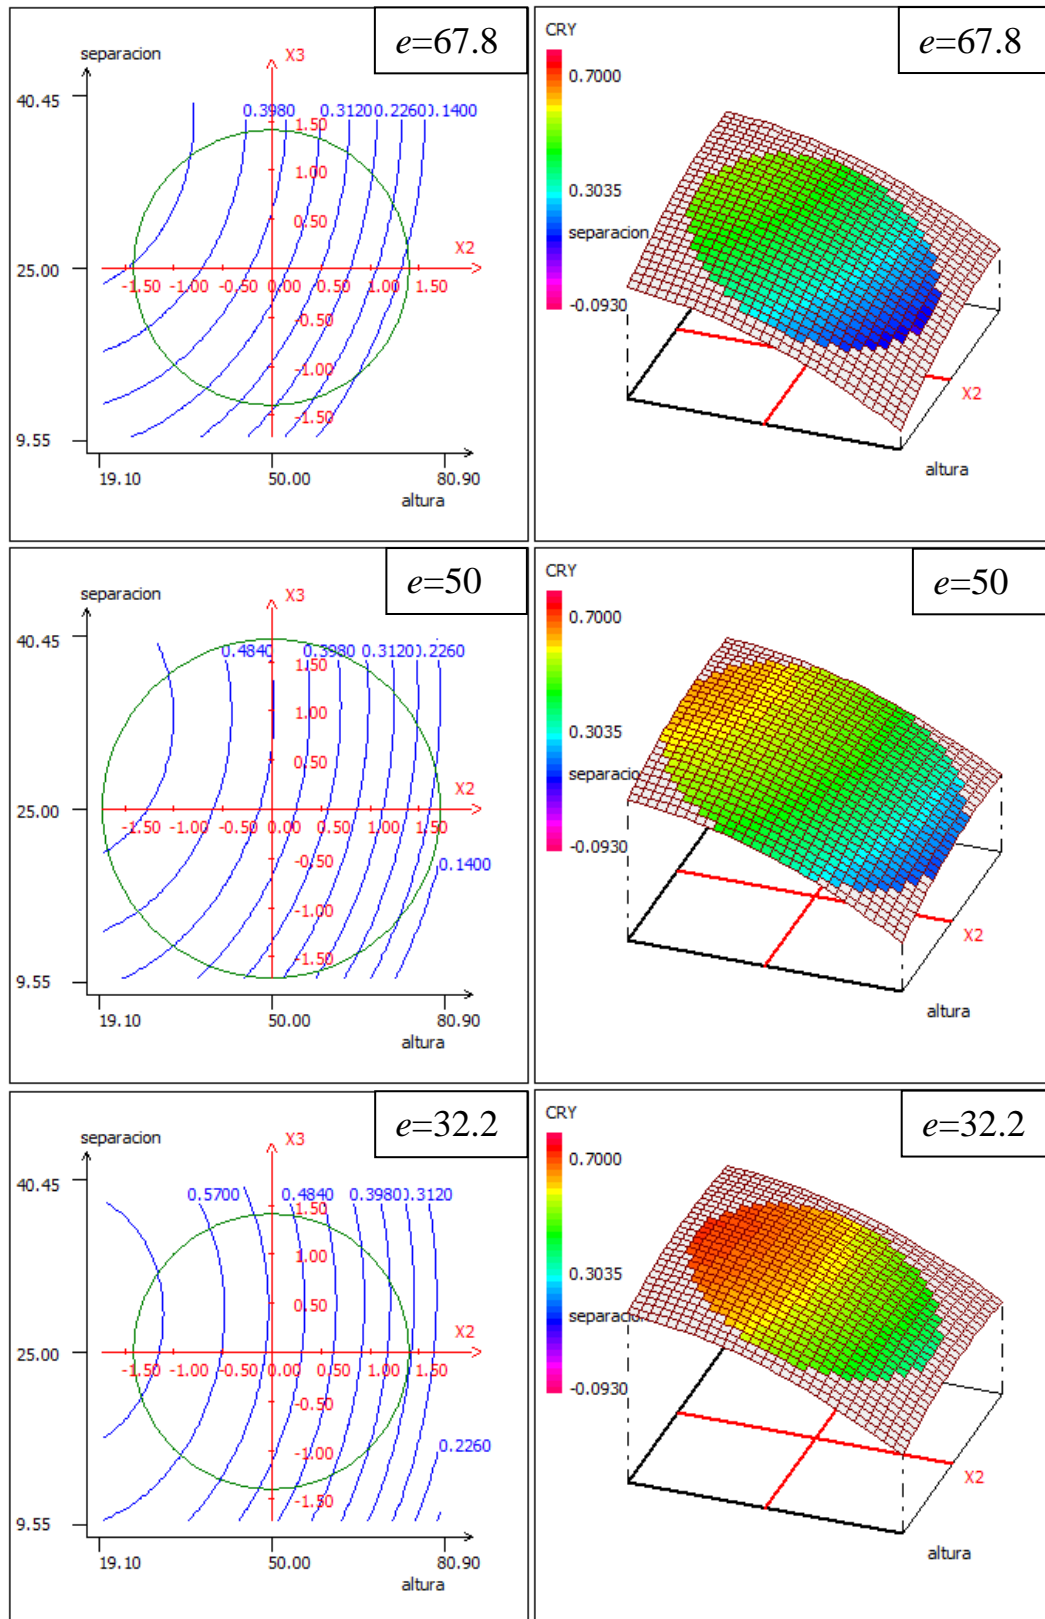 e=67.8
separacion
X3
40.45
0.3980 0.3120 0.2260 0.1400
1.50
1.00
0.50
X2
25.00
-1.50 -1.00 -0.50 0.00 0.50 1.00 1.50
-0.50
-1.00
-1.50
9.55
19.10 50.00 80.90
altura
e=67.8
CRY
0.7000
0.3035
separacion
-0.0930
X2
altura
e=50
separacion
X3
40.45
0.4840 0.3980 0.3120 0.2260
1.50
1.00
0.50
X2
25.00
-1.50 -1.00 -0.50 0.00 0.50 1.00 1.50
-0.50
0.1400
-1.00
-1.50
9.55
19.10 50.00 80.90
altura
e=50
CRY
0.7000
0.3035
separacio
-0.0930
X2
altura
e=32.2
separacion
X3
40.45
0.5700 0.4840 0.3980 0.3120
1.50
1.00
0.50
X2
25.00
-1.50 -1.00 -0.50 0.00 0.50 1.00 1.50
-0.50
-1.00
0.2260
-1.50
9.55
19.10 50.00 80.90
altura
e=32.2
CRY
0.7000
0.3035
separacio
-0.0930
X2
altura